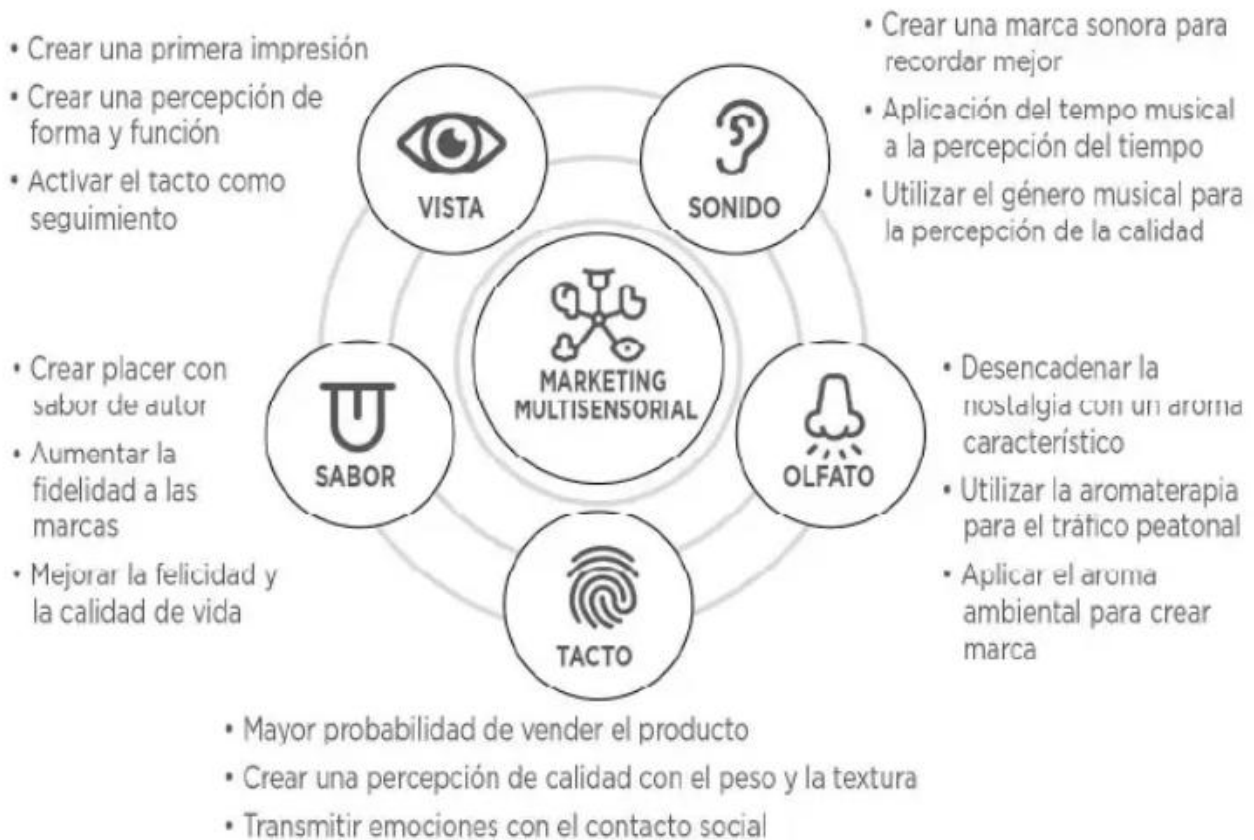 • Crear una primera impresión
• Crear una percepción de
forma y función
• Activar el tacto como
seguimiento
VISTA
• Crear una marca sonora para
recordar mejor
• Aplicación del tempo musical
a la percepción del tiempo
• Utilizar el género musical para
la percepción de la calidad
SONIDO
MARKETING
MULTISENSORIAL
• Crear placer con
sabor de autor
• Aumentar la
fidelidad a las
marcas
• Mejorar la felicidad y
la calidad de vida
SABOR
• Desencadenar la
nostalgia con un aroma
característico
• Utilizar la aromaterapia
para el tráfico peatonal
• Aplicar el aroma
ambiental para crear
marca
OLFATO
TACTO
• Mayor probabilidad de vender el producto
• Crear una percepción de calidad con el peso y la textura
• Transmitir emociones con el contacto social